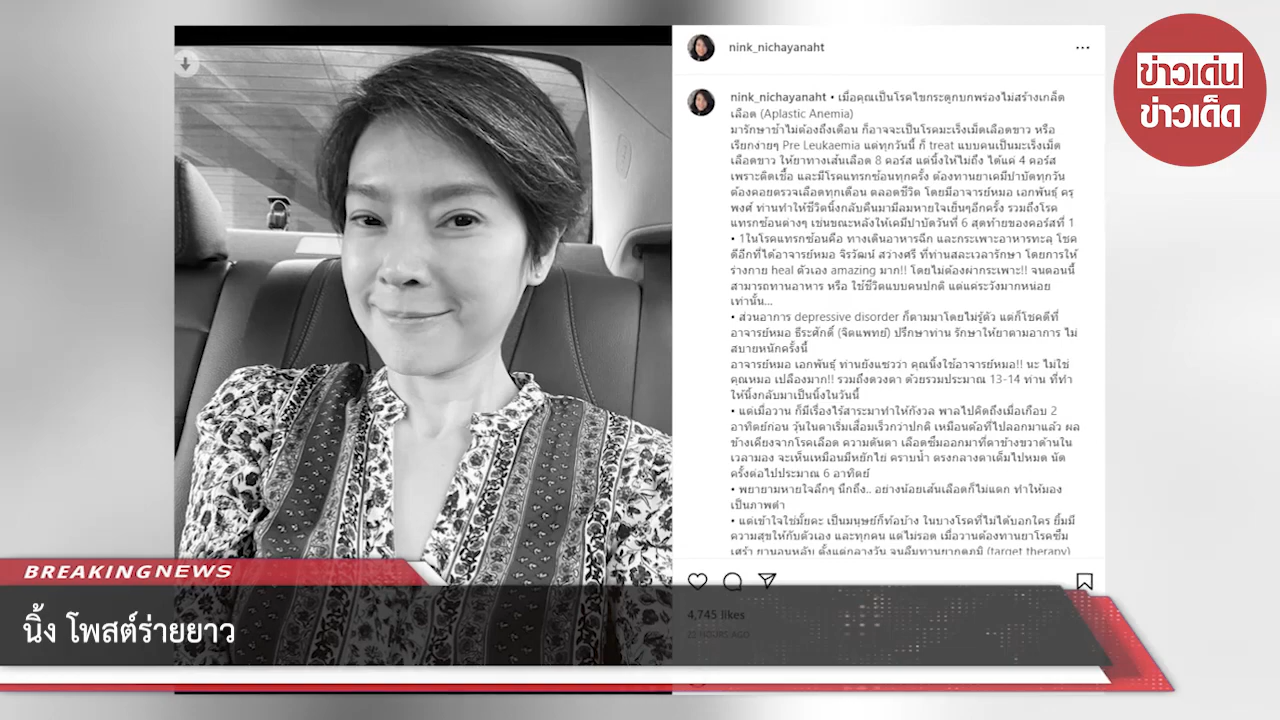 nink_nichayanaht
ข่าวเด่น
ข่าวเด็ด
nink_nichayanaht • เมื่อคุณเป็นโรคไขกระดูกบกพร่องไม่สร้างเกล็ด
เลือด (Aplastic Anemia)
มารักษาช้าไม่ต้องถึงเดือน ก็อาจจะเป็นโรคมะเร็งเม็ดเลือดขาว หรือ
เรียกง่ายๆ Pre Leukaemia แต่ทุกวันนี้ ก็ treat แบบคนเป็นมะเร็งเม็ด
เลือดขาว ให้ยาทางเส้นเลือด 8 คอร์ส แต่นิ้งให้ไม่ถึง ได้แค่ 4 คอร์ส
เพราะติดเชื้อ และมีโรคแทรกซ้อนทุกครั้ง ต้องทานยาเคมีบำบัดทุกวัน
ต้องคอยตรวจเลือดทุกเดือน ตลอดชีวิต โดยมีอาจารย์หมอ เอกพันธุ์ ครุ
พงศ์ ท่านทำให้ชีวิตนิ้งกลับคืนมามีลมหายใจเย็นๆอีกครั้ง รวมถึงโรค
แทรกซ้อนต่างๆ เช่นขณะหลังให้เคมีบำบัดวันที่ 6 สุดท้ายของคอร์สที่ 1
• 1ในโรคแทรกซ้อนคือ ทางเดินอาหารฉีก และกระเพาะอาหารทะลุ โชค
ดีอีกที่ได้อาจารย์หมอ จิรวัฒน์ สว่างศรี ที่ท่านสละเวลารักษา โดยการให้
ร่างกาย heal ตัวเอง amazing มาก!! โดยไม่ต้องผ่ากระเพาะ!! จนตอนนี้
สามารถทานอาหาร หรือ ใช้ชีวิตแบบคนปกติ แต่แค่ระวังมากหน่อย
เท่านั้น...
• ส่วนอาการ depressive disorder ก็ตามมาโดยไม่รู้ตัว แต่ก็โชคดีที่
อาจารย์หมอ ธีระศักดิ์ (จิตแพทย์) ปรึกษาท่าน รักษาให้ยาตามอาการ ไม่
สบายหนักครั้งนี้
อาจารย์หมอ เอกพันธุ์ ท่านยังแซวว่า คุณนิ้งใช้อาจารย์หมอ!! นะ ไม่ใช่
คุณหมอ เปลืองมาก!! รวมถึงดวงตา ด้วยรวมประมาณ 13-14 ท่าน ที่ทำ
ให้นิ้งกลับมาเป็นนิ้งในวันนี้
• แต่เมื่อวาน ก็มีเรื่องไร้สาระมาทำให้กังวล พาลไปคิดถึงเมื่อเกือบ 2
อาทิตย์ก่อน วุ้นในตาเริ่มเสื่อมเร็วกว่าปกติ เหมือนต้อที่ไปลอกมาแล้ว ผล
ข้างเคียงจากโรคเลือด ความดันตา เลือดซึมออกมาที่ตาข้างขวาด้านใน
เวลามอง จะเห็นเหมือนมีหยักไย่ คราบน้ำ ตรงกลางตาเต็มไปหมด นัด
ครั้งต่อไปประมาณ 6 อาทิตย์
• พยายามหายใจลึกๆ นึกถึง.. อย่างน้อยเส้นเลือดก็ไม่แตก ทำให้มอง
เป็นภาพดำ
• แต่เข้าใจใช่มั้ยคะ เป็นมนุษย์ก็ท้อบ้าง ในบางโรคที่ไม่ได้บอกใคร ยิ้มมี
ความสุขให้กับตัวเอง และทุกคน แต่ไม่รอด เมื่อวานต้องทานยาโรคซึม
เศร้า ยานอนหลับ ตั้งแต่กลางวัน จนลืมทานยากดภูมิ (target therapy)
4,745 likes
22 HOURS AGO
BREAKING NEWS
นิ้ง โพสต์ร่ายยาว